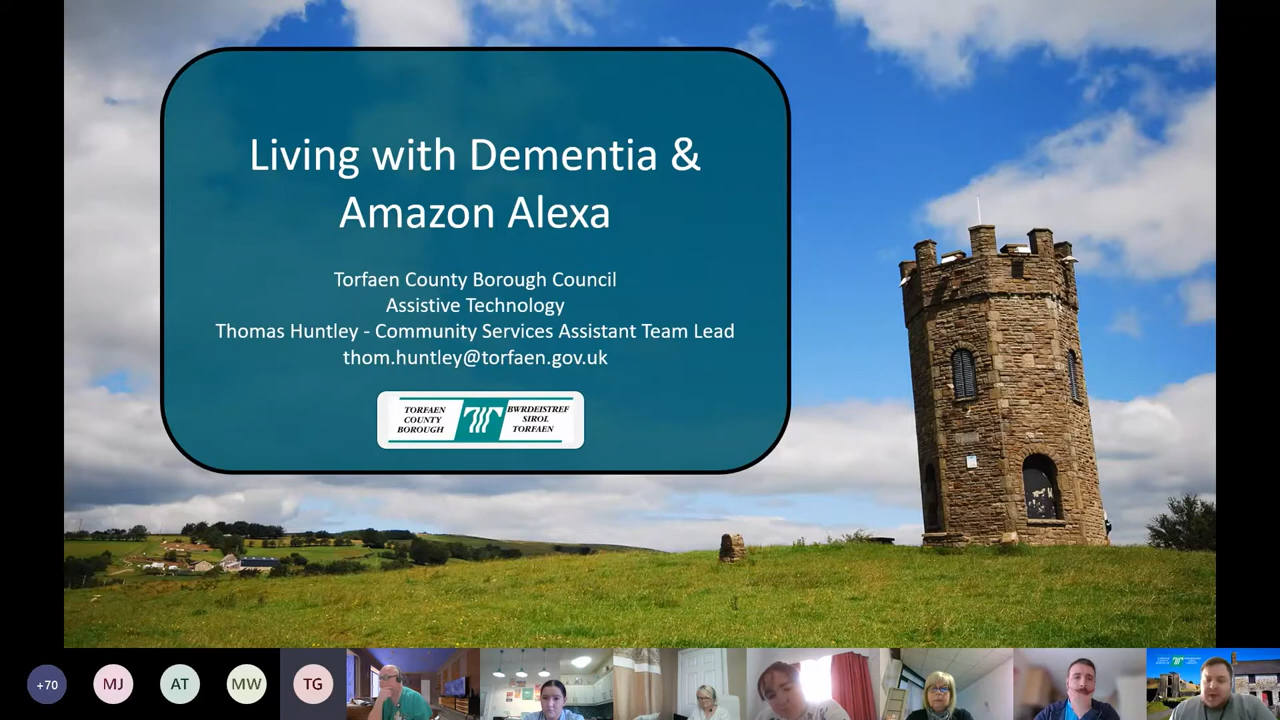 Living with Dementia &
Amazon Alexa
Torfaen County Borough Council
Assistive Technology
Thomas Huntley - Community Services Assistant Team Lead
thom.huntley@torfaen.gov.uk
TORFAEN
COUNTY
BOROUGH
BWRDEISTREF
SIROL
TORFAEN
+70
MJ
AT
MW
TG